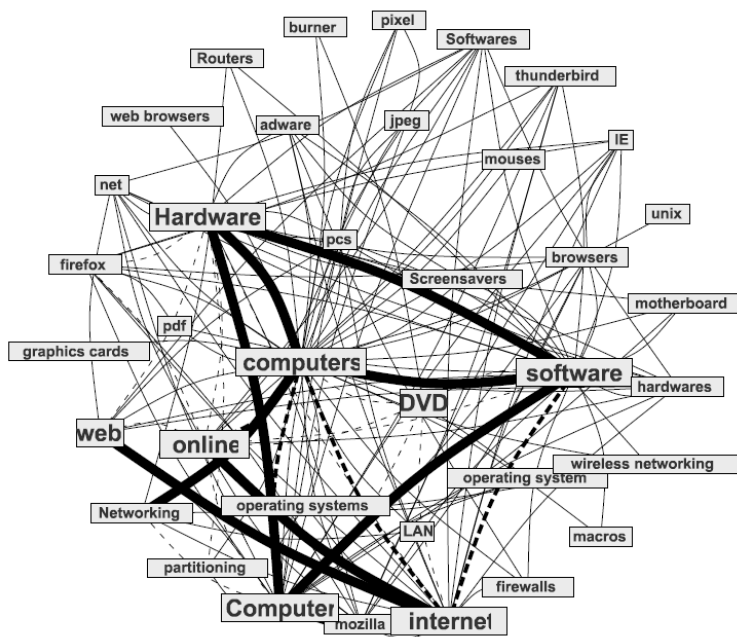 burner
pixel
Softwares
Routers
thunderbird
web browsers
adware
jpeg
IE
mouses
net
Hardware
unix
pcs
firefox
browsers
Screensavers
motherboard
pdf
graphics cards
computers
software
hardwares
DVD
web
online
wireless networking
operating system
Networking
operating systems
LAN
macros
partitioning
firewalls
Computer
mozilla
internet